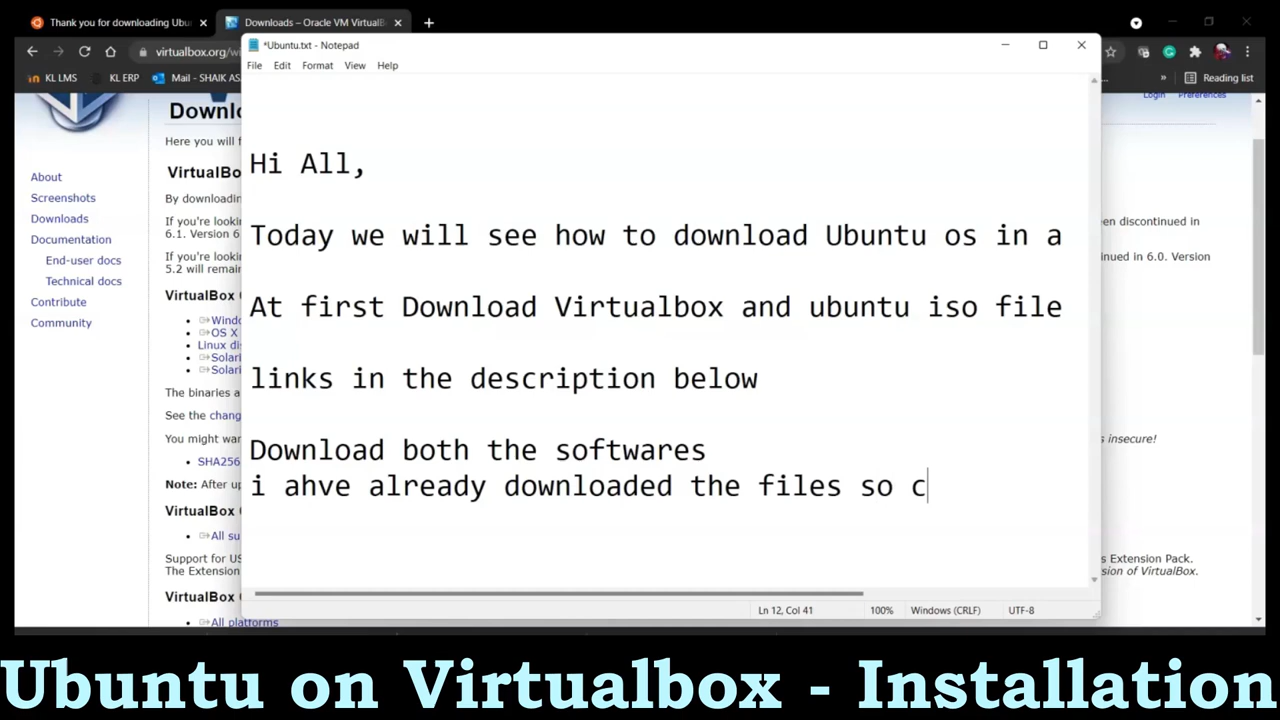 Thank you for downloading Ubu
Downloads – Oracle VM VirtualB
virtualbox.org/w
KL LMS
KL ERP
Mail - SHAIK AS
Reading list
*Ubuntu.txt - Notepad
File Edit Format View Help
Hi All,
Today we will see how to download Ubuntu os in a
At first Download Virtualbox and ubuntu iso file
links in the description below
Download both the softwares
i ahve already downloaded the files so c
Ln 12, Col 41
100%
Windows (CRLF)
UTF-8
Downlo
Here you will f
VirtualBo
By downloadin
If you're lookin
6.1. Version 6
If you're lookin
5.2 will remai
VirtualBox
Windo
OS X
Linux di
Solari
Solari
The binaries a
See the chang
You might wan
SHA256
Note: After up
VirtualBox
All su
Support for US
The Extension
VirtualBox
All platforms
About
Screenshots
Downloads
Documentation
End-user docs
Technical docs
Contribute
Community
Login Preferences
en discontinued in
nued in 6.0. Version
s insecure!
s Extension Pack.
sion of VirtualBox.
Ubuntu on Virtualbox - Installation